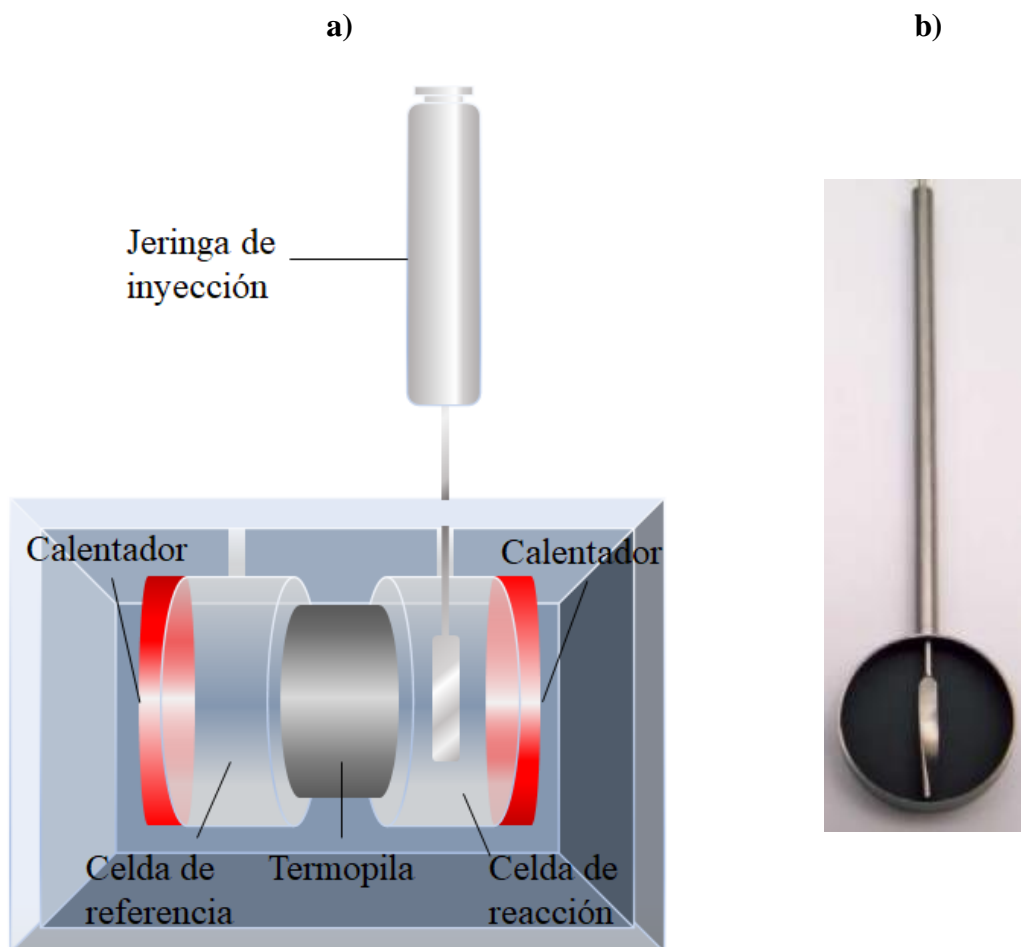 a)
b)
Jeringa de
inyección
Calentador
Calentador
Celda de
referencia
Termopila
Celda de
reacción